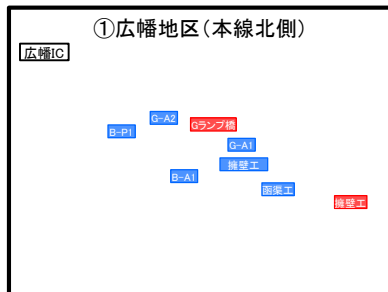 ①広幡地区(本線北側)
広幡IC
G-A2
Gランプ橋
B-P1
G-A1
擁壁工
B-A1
函渠工
擁壁工